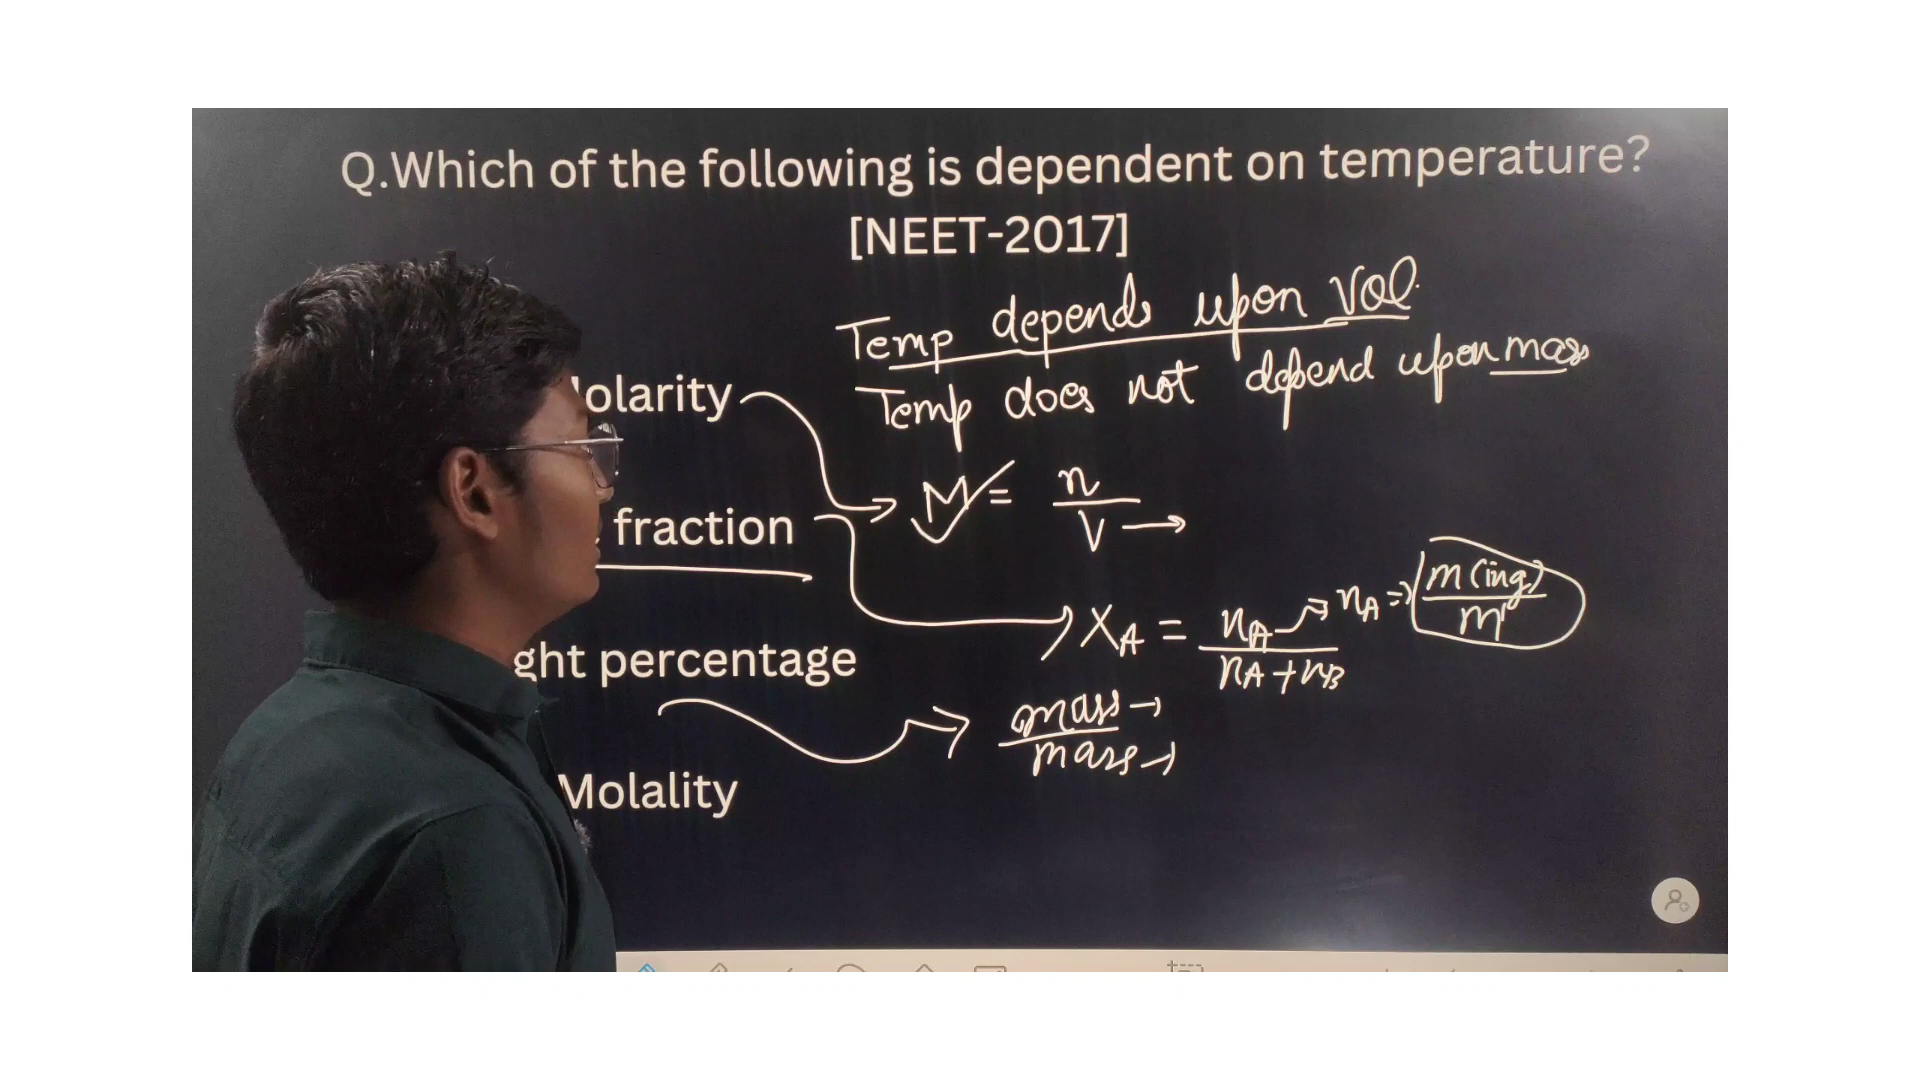 Q.Which of the following is dependent on temperature?
[NEET-2017]
Temp depends upon Vol.
Temp does not depend upon mass
olarity
M = n
V
fraction
XA = nA → nA => m(ing)
nA + nB M
ght percentage
mass →
mass →
Molality